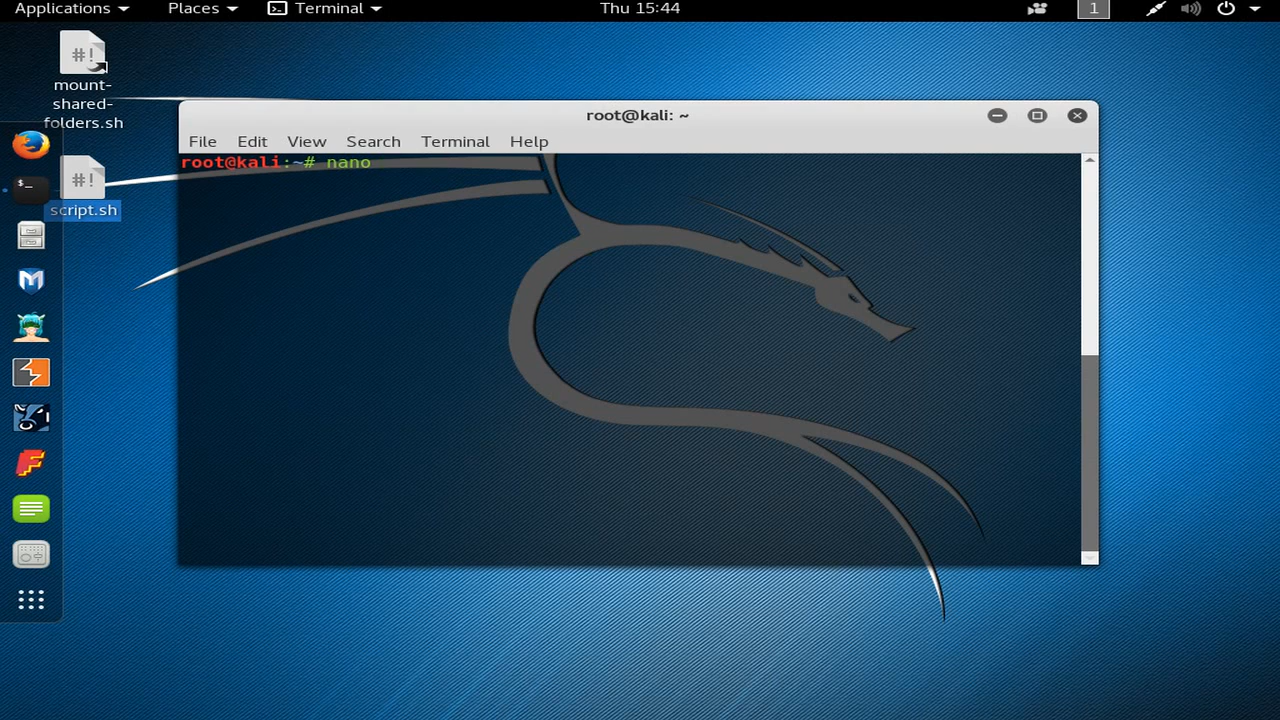 Applications Places Terminal Thu 15:44 1
mount-
shared-
folders.sh
script.sh
root@kali: ~
File Edit View Search Terminal Help
root@kali:~# nano